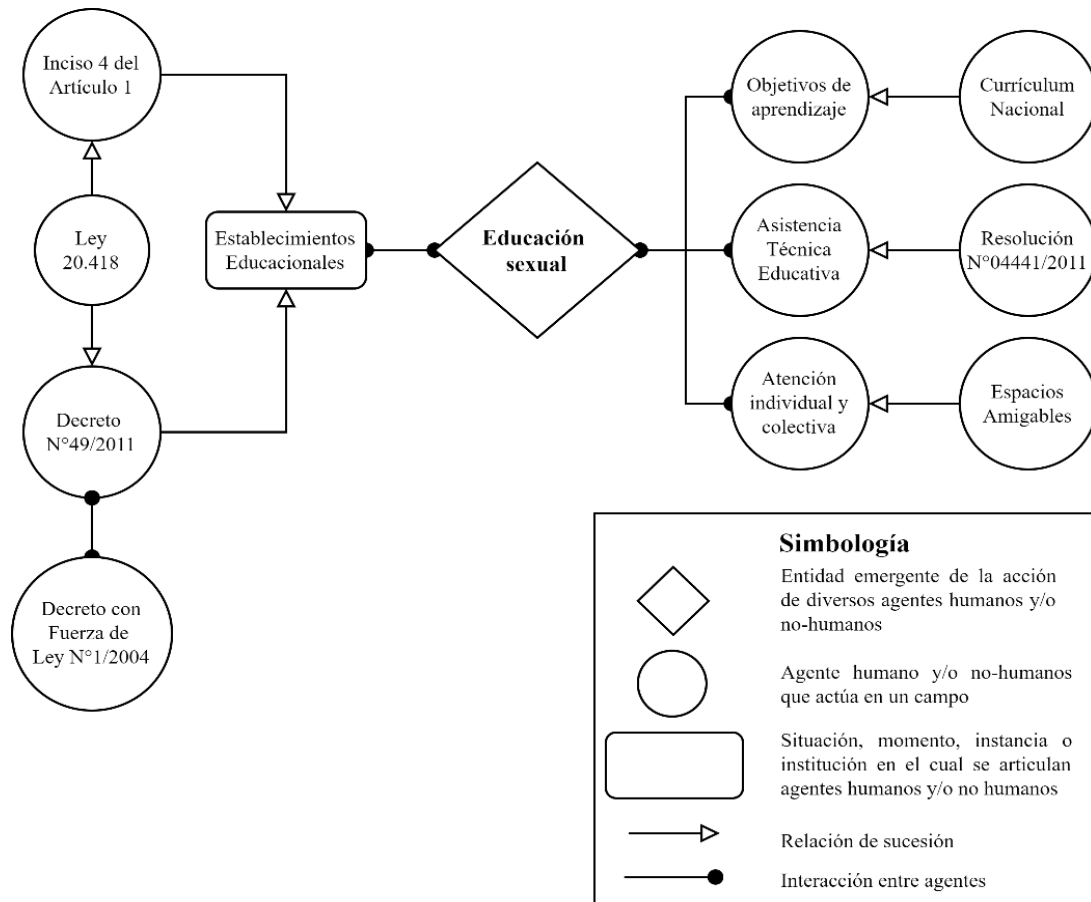 Inciso 4 del
Artículo 1
Ley
20.418
Decreto
N°49/2011
Decreto con
Fuerza de
Ley N°1/2004
Establecimientos
Educacionales
Educación
sexual
Objetivos de
aprendizaje
Currículum
Nacional
Asistencia
Técnica
Educativa
Resolución
N°04441/2011
Atención
individual y
colectiva
Espacios
Amigables
Simbología
Entidad emergente de la acción
de diversos agentes humanos y/o
no-humanos
Agente humano y/o no-humanos
que actúa en un campo
Situación, momento, instancia o
institución en el cual se articulan
agentes humanos y/o no humanos
Relación de sucesión
Interacción entre agentes